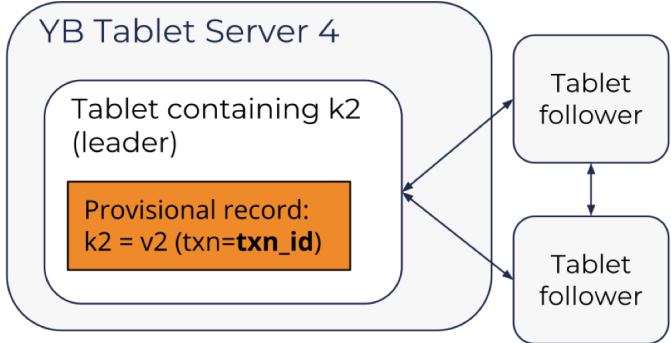 YB Tablet Server 4
Tablet containing k2
(leader)
Provisional record:
k2 = v2 (txn=txn_id)
Tablet
follower
Tablet
follower